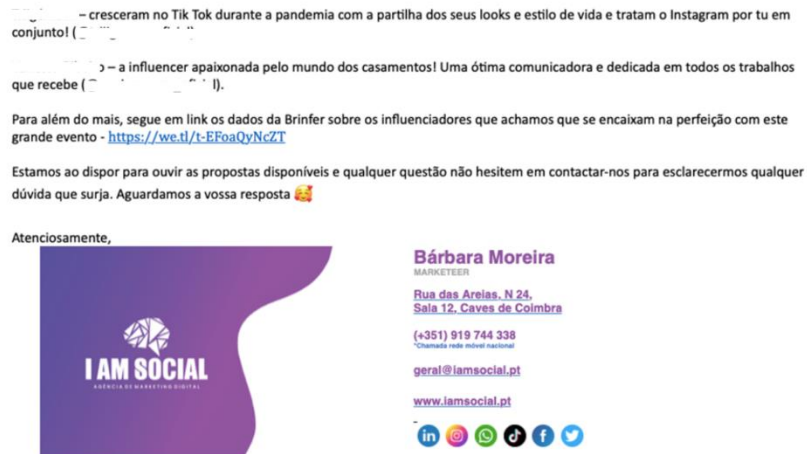 – cresceram no Tik Tok durante a pandemia com a partilha dos seus looks e estilo de vida e tratam o Instagram por tu em
conjunto! (
– a influencer apaixonada pelo mundo dos casamentos! Uma ótima comunicadora e dedicada em todos os trabalhos
que recebe (
Para além do mais, segue em link os dados da Brinfer sobre os influenciadores que achamos que se encaixam na perfeição com este
grande evento - https://we.tl/t-EFoaQyNcZT
Estamos ao dispor para ouvir as propostas disponíveis e qualquer questão não hesitem em contactar-nos para esclarecermos qualquer
dúvida que surja. Aguardamos a vossa resposta 🥰
Atenciosamente,
I AM SOCIAL
AGÊNCIA DE MARKETING DIGITAL
Bárbara Moreira
MARKETEER
Rua das Areias, N 24,
Sala 12, Caves de Coimbra
(+351) 919 744 338
*Chamada rede móvel nacional
geral@iamsocial.pt
www.iamsocial.pt